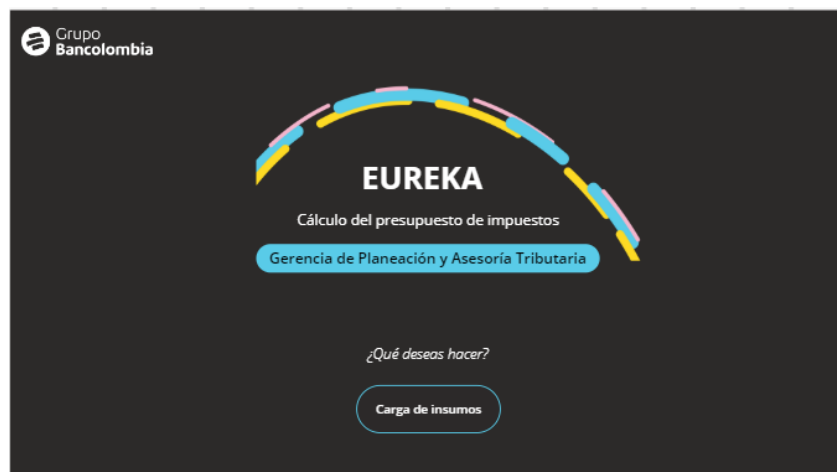 Grupo
Bancolombia
EUREKA
Cálculo del presupuesto de impuestos
Gerencia de Planeación y Asesoría Tributaria
¿Qué deseas hacer?
Carga de insumos